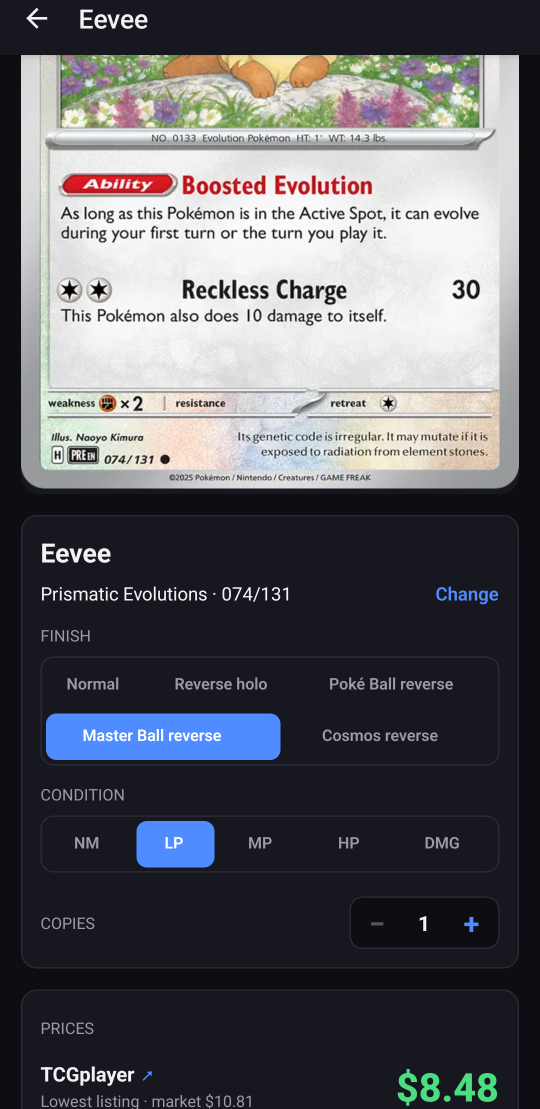 Eevee
NO. 0133 Evolution Pokémon HT: 1' WT: 14.3 lbs.
Ability Boosted Evolution
As long as this Pokémon is in the Active Spot, it can evolve
during your first turn or the turn you play it.
Reckless Charge 30
This Pokémon also does 10 damage to itself.
weakness ×2 resistance retreat
Illus. Naoyo Kimura
Its genetic code is irregular. It may mutate if it is
exposed to radiation from element stones.
H PRE EN 074/131
©2025 Pokémon / Nintendo / Creatures / GAME FREAK
Eevee
Prismatic Evolutions · 074/131 Change
FINISH
Normal Reverse holo Poké Ball reverse
Master Ball reverse Cosmos reverse
CONDITION
NM LP MP HP DMG
COPIES − 1 +
PRICES
TCGplayer ↗ $8.48
Lowest listing · market $10.81